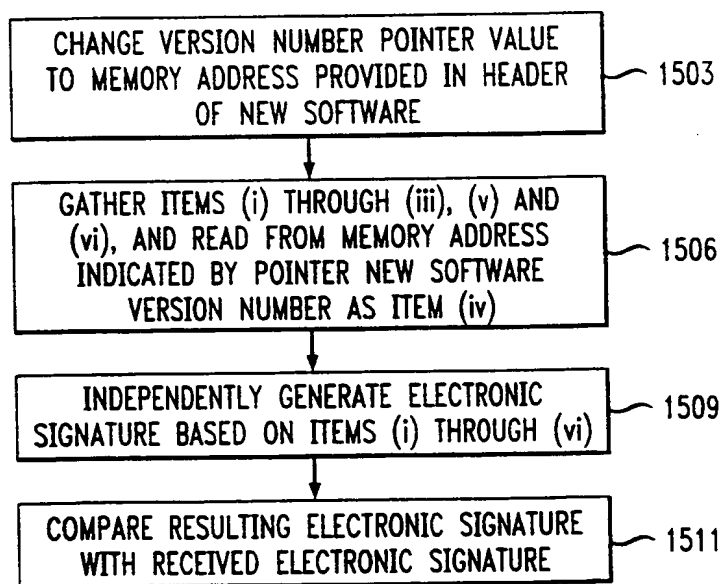 CHANGE VERSION NUMBER POINTER VALUE
TO MEMORY ADDRESS PROVIDED IN HEADER
OF NEW SOFTWARE
1503
GATHER ITEMS (i) THROUGH (iii), (v) AND
(vi), AND READ FROM MEMORY ADDRESS
INDICATED BY POINTER NEW SOFTWARE
VERSION NUMBER AS ITEM (iv)
1506
INDEPENDENTLY GENERATE ELECTRONIC
SIGNATURE BASED ON ITEMS (i) THROUGH (vi)
1509
COMPARE RESULTING ELECTRONIC SIGNATURE
WITH RECEIVED ELECTRONIC SIGNATURE
1511